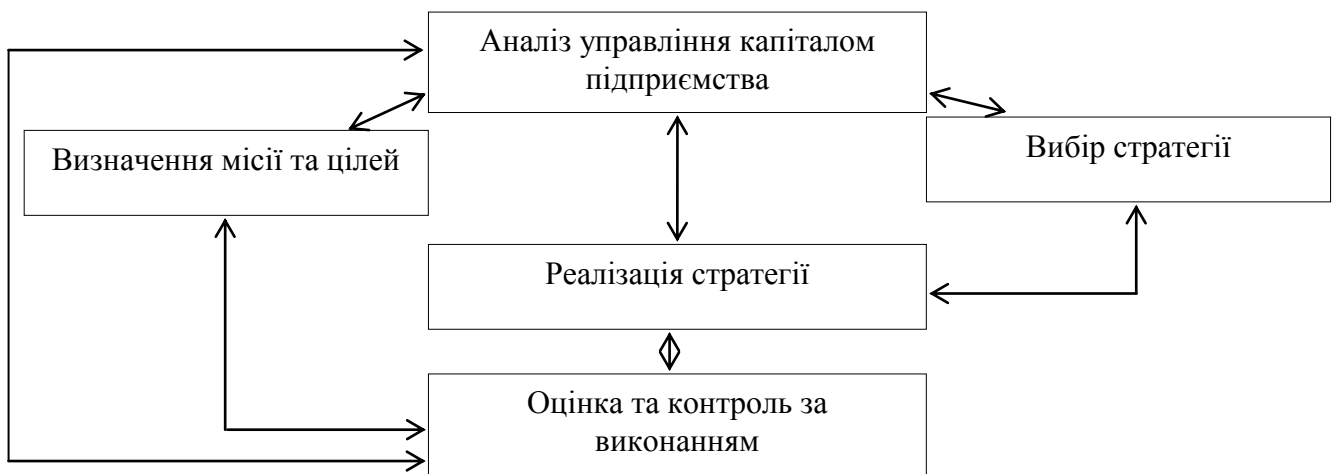 Аналіз управління капіталом
підприємства
Визначення місії та цілей
Вибір стратегії
Реалізація стратегії
Оцінка та контроль за
виконанням